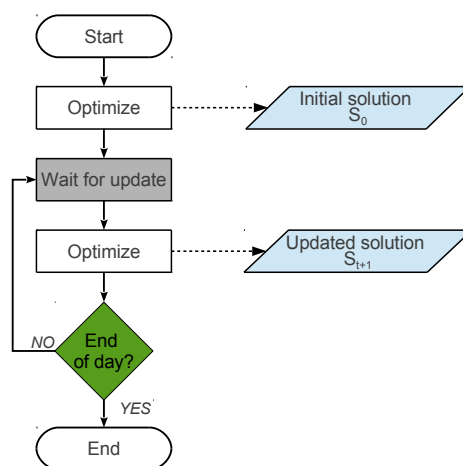 Start
Optimize
Initial solution
S₀
Wait for update
Optimize
Updated solution
Sₜ₊₁
NO
End
of day?
YES
End